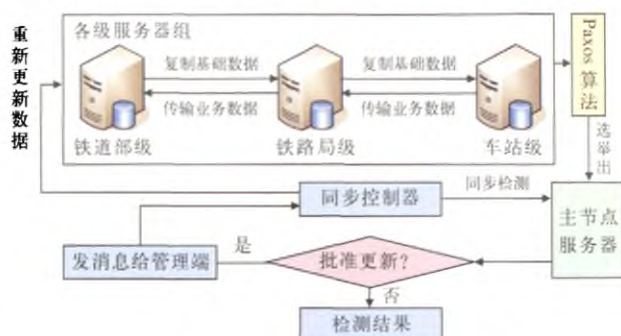 各级服务器组
复制基础数据
复制基础数据
传输业务数据
传输业务数据
铁道部级
铁路局级
车站级
Paxos
算法
重新更新数据
选举出
同步控制器
同步检测
主节点
服务器
发消息给管理端
是
批准更新?
否
检测结果